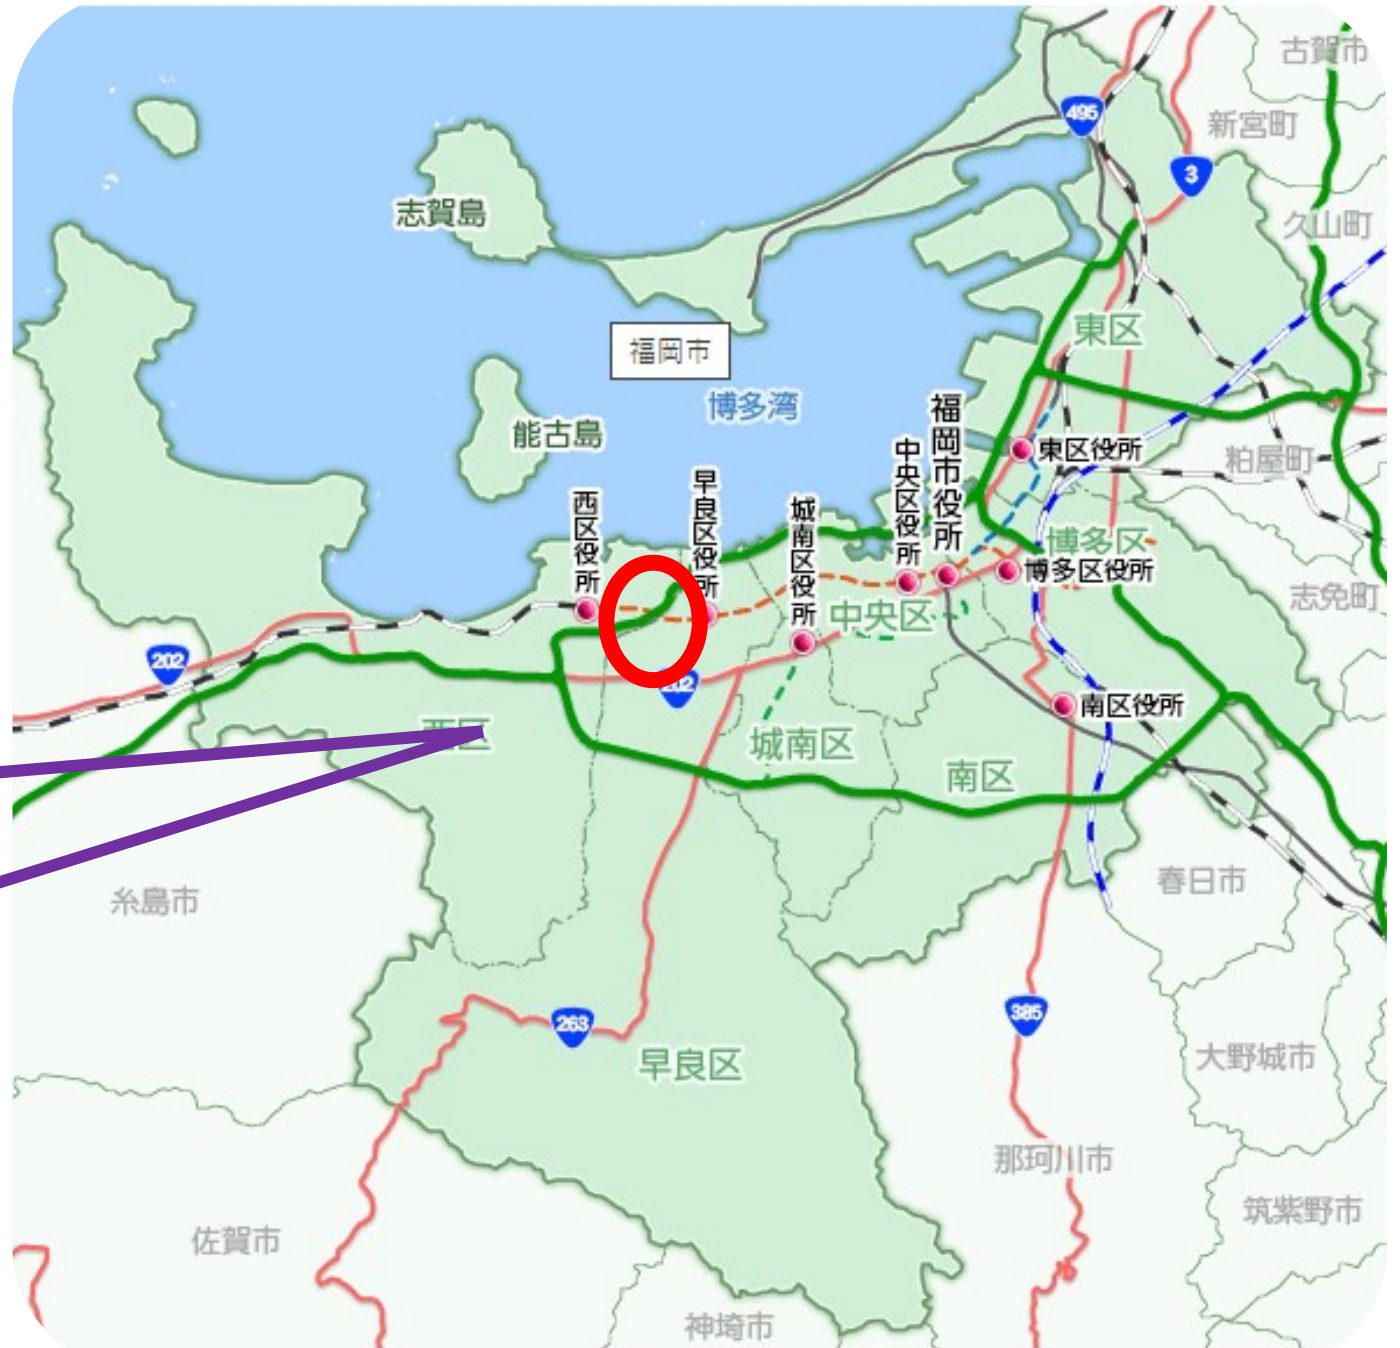 古賀市
495
新宮町
3
志賀島
久山町
東区
福岡市
博多湾
能古島
福岡市役所
中央区役所
東区役所
粕屋町
早良区役所
西区役所
城南区役所
博多区
博多区役所
志免町
中央区
202
202
南区役所
西区
城南区
南区
春日市
糸島市
263
385
早良区
大野城市
那珂川市
筑紫野市
佐賀市
神埼市